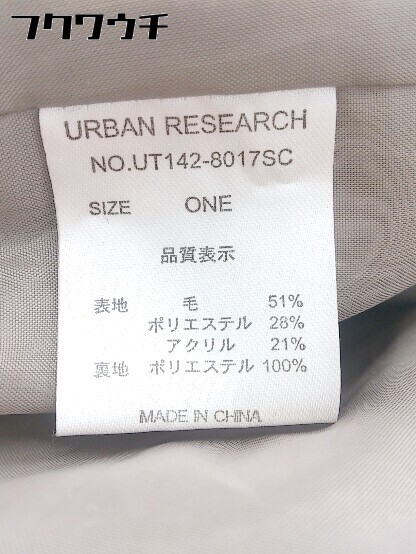 フクワウチ
URBAN RESEARCH
NO.UT142-8017SC
SIZE ONE
品質表示
表地 毛 51%
ポリエステル 28%
アクリル 21%
裏地 ポリエステル 100%
MADE IN CHINA